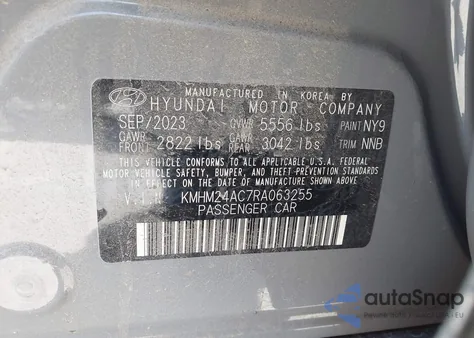 MANUFACTURED IN KOREA BY
HYUNDAI MOTOR COMPANY
SEP/2023 GVWR 5556 lbs PAINT NY9
GAWR FRONT 2822 lbs GAWR REAR 3042 lbs TRIM NNB
THIS VEHICLE CONFORMS TO ALL APPLICABLE U.S.A. FEDERAL
MOTOR VEHICLE SAFETY, BUMPER, AND THEFT PREVENTION
STANDARDS IN EFFECT ON THE DATE OF MANUFACTURE SHOWN ABOVE.
KMHM24AC7RA063255
PASSENGER CAR
autoSnap